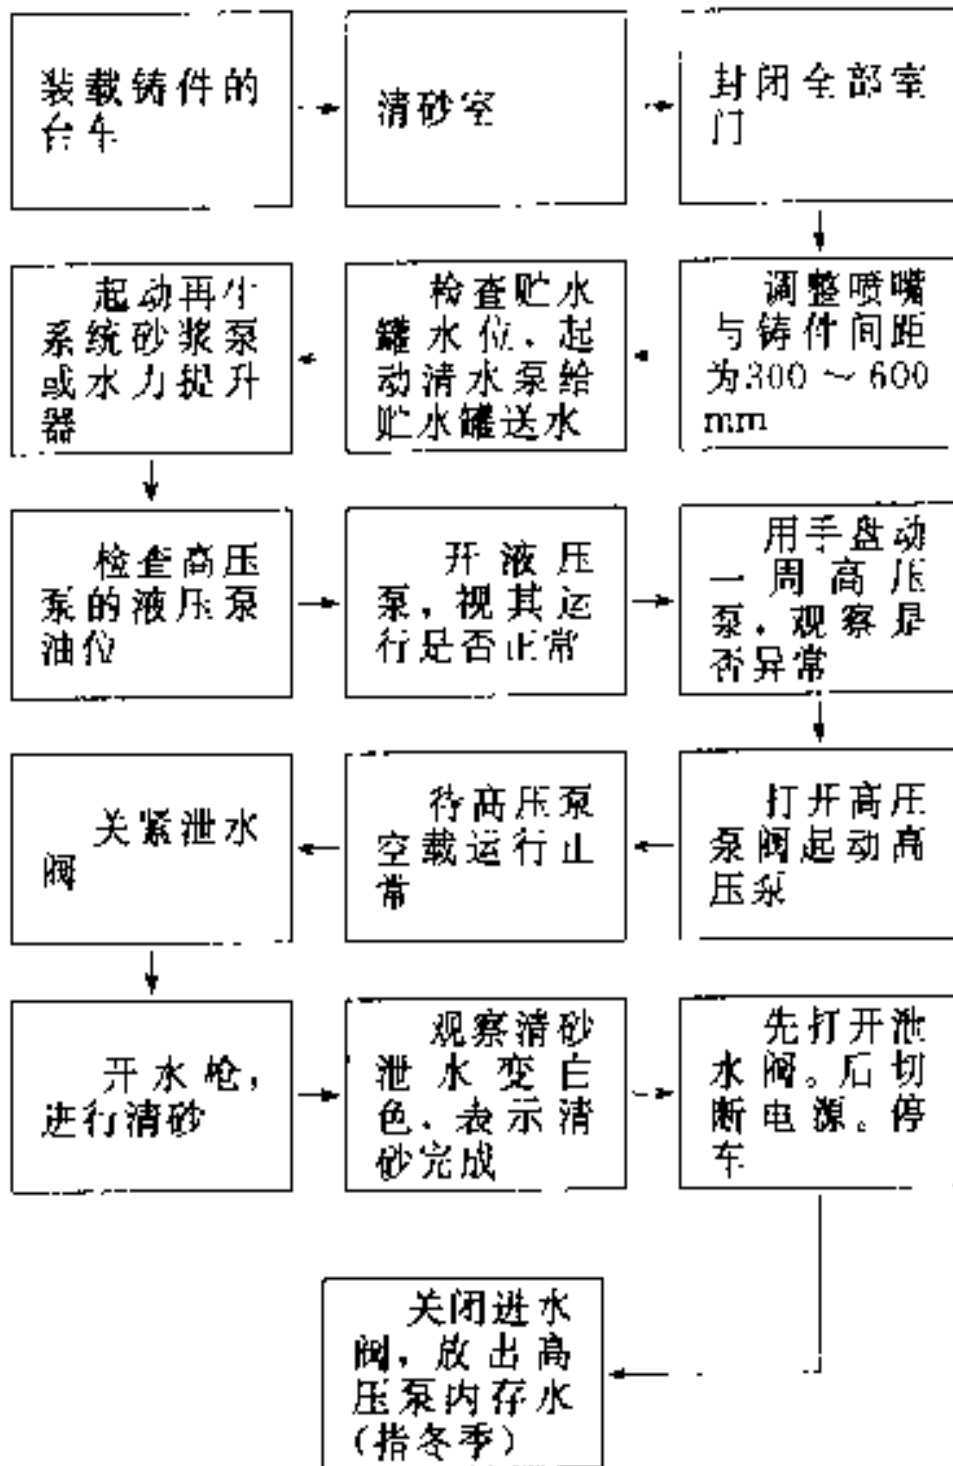 装载铸件的
台车
清砂室
封闭全部室
门
调整喷嘴
与铸件间距
为300～600
mm
检查贮水
罐水位，起
动清水泵给
贮水罐送水
起动再生
系统砂浆泵
或水力提升
器
检查高压
泵的液压泵
油位
开液压
泵，视其运
行是否正常
用手盘动
一周高压
泵，观察是
否异常
打开高压
泵阀起动高
压泵
待高压泵
空载运行正
常
关紧泄水
阀
开水枪，
进行清砂
观察清砂
泄水变白
色，表示清
砂完成
先打开泄
水阀。后切
断电源。停
车
关闭进水
阀，放出高
压泵内存水
(指冬季)